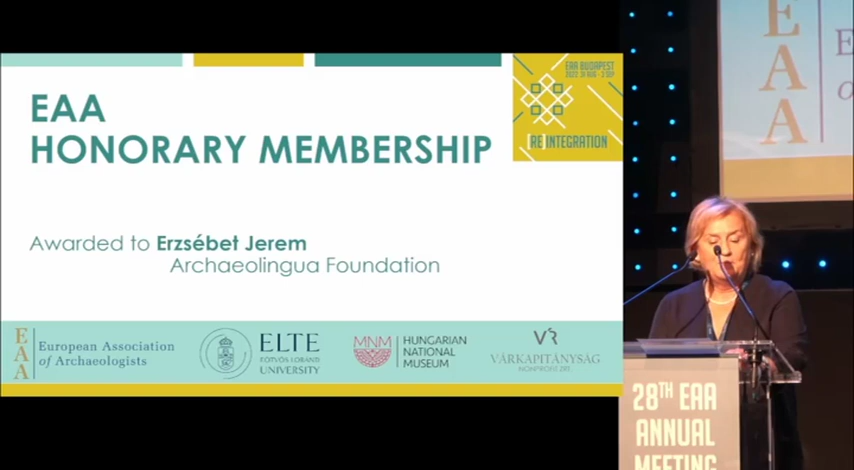 EAA
HONORARY MEMBERSHIP
EAA BUDAPEST
2022 31 AUG - 2 SEP
[RE]INTEGRATION
Awarded to Erzsébet Jerem
Archaeolingua Foundation
EAA
European Association
of Archaeologists
ELTE
EÖTVÖS LORÁND
UNIVERSITY
MNM
HUNGARIAN
NATIONAL
MUSEUM
VÁRKAPITÁNYSÁG
NONPROFIT ZRT.
EAA
28TH EAA
ANNUAL
MEETING